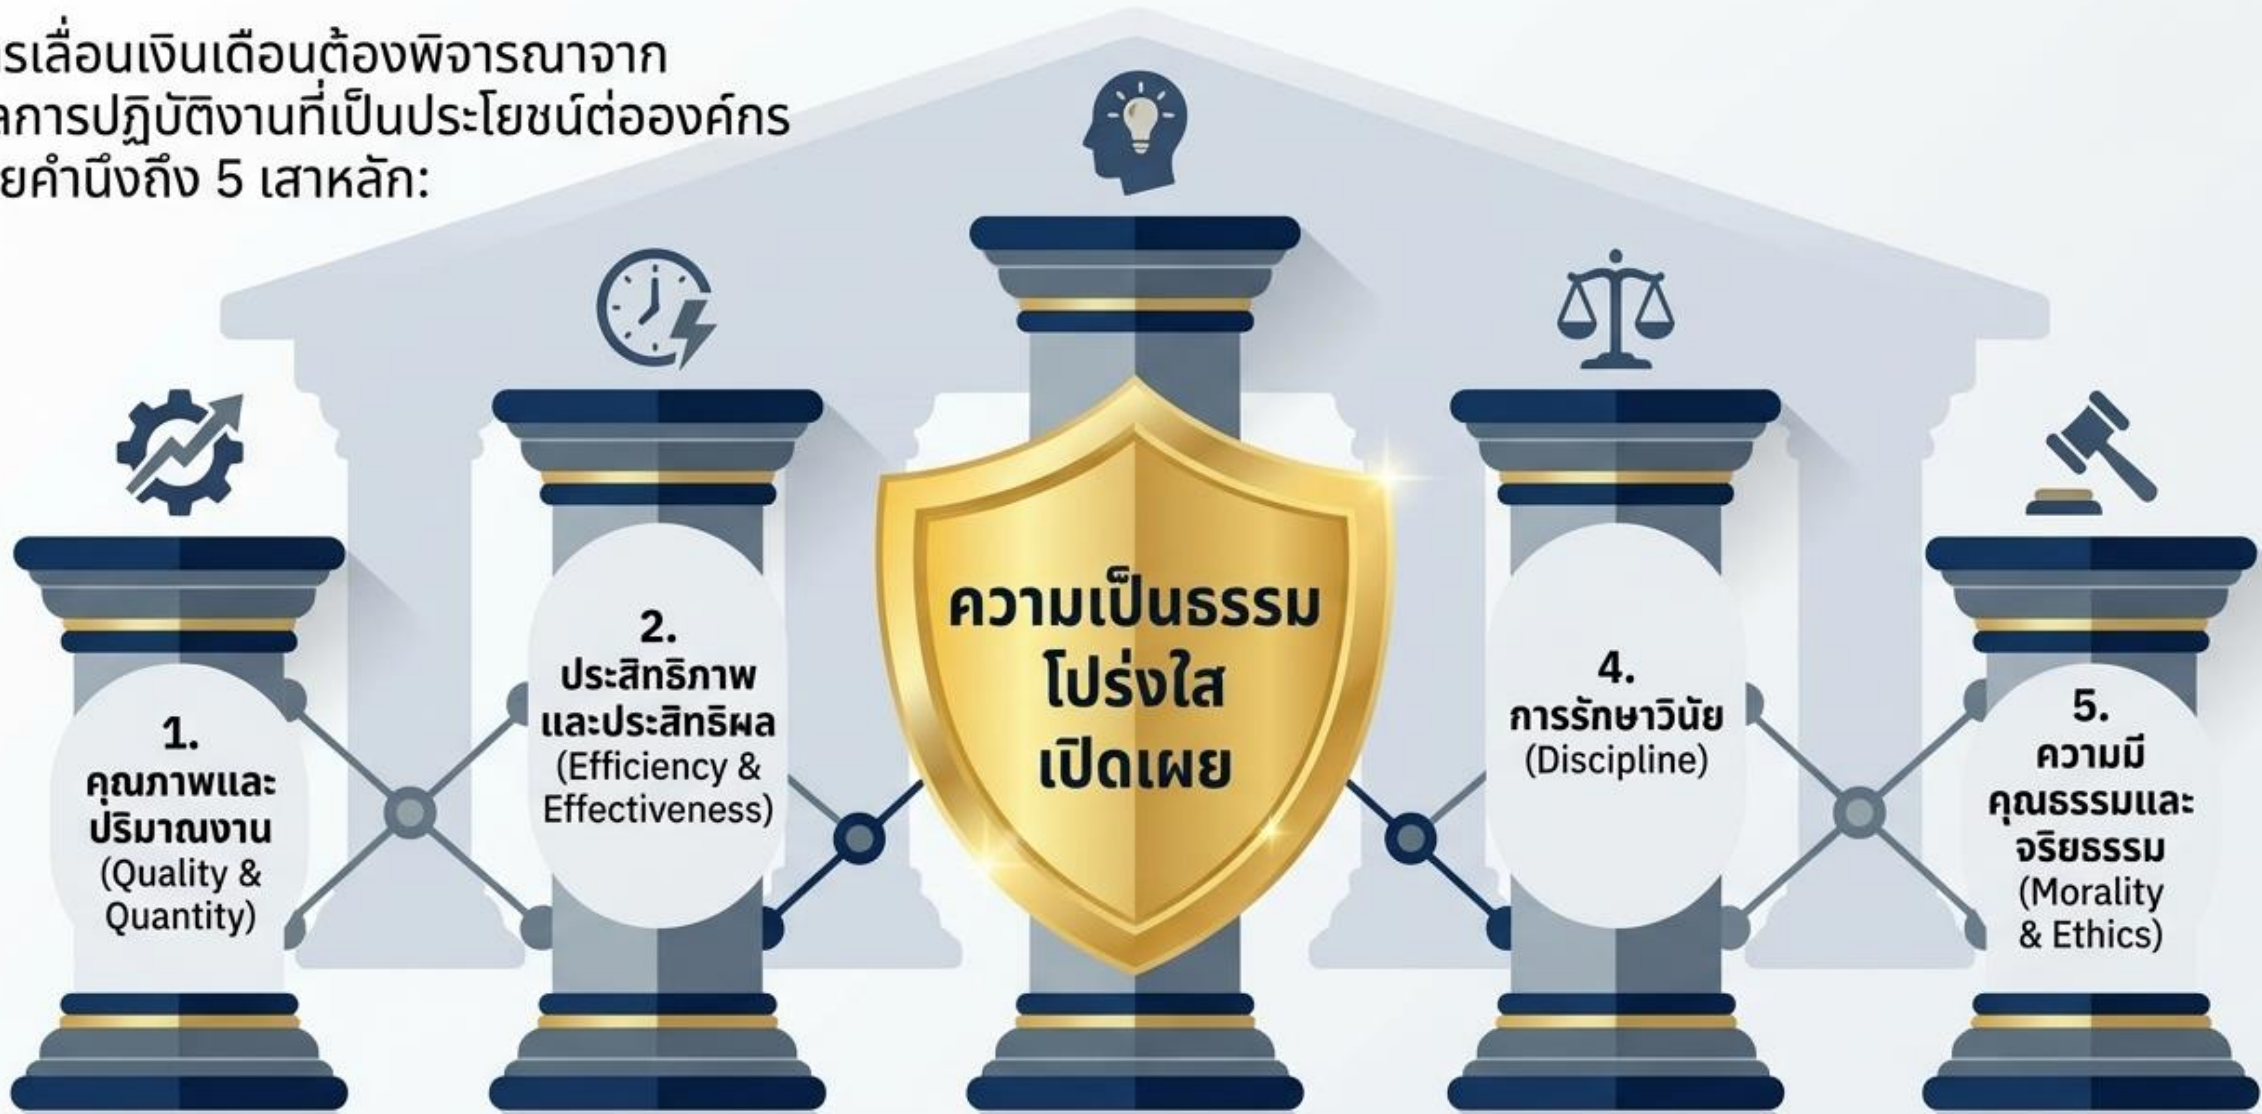 รเลื่อนเงินเดือนต้องพิจารณาจาก
ลการปฏิบัติงานที่เป็นประโยชน์ต่อองค์กร
ยคำนึงถึง 5 เสาหลัก:
1.
คุณภาพและ
ปริมาณงาน
(Quality &
Quantity)
2.
ประสิทธิภาพ
และประสิทธิผล
(Efficiency &
Effectiveness)
ความเป็นธรรม
โปร่งใส
เปิดเผย
4.
การรักษาวินัย
(Discipline)
5.
ความมี
คุณธรรมและ
จริยธรรม
(Morality
& Ethics)